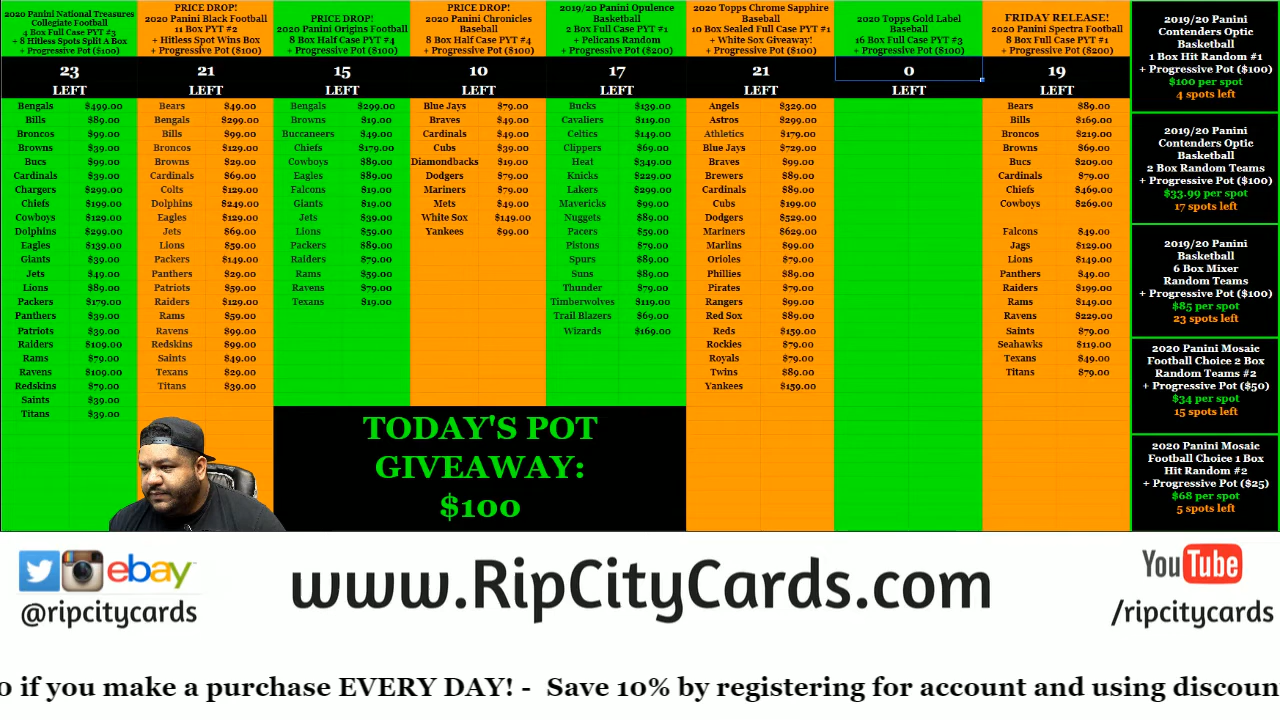 2020 Panini National Treasures
Collegiate Football
4 Box Full Case PYT #3
+ 8 Hitless Spots Split A Box
+ Progressive Pot ($100)
23
LEFT
Bengals $499.00
Bills $89.00
Broncos $99.00
Browns $39.00
Bucs $99.00
Cardinals $39.00
Chargers $299.00
Chiefs $199.00
Cowboys $129.00
Dolphins $299.00
Eagles $139.00
Giants $39.00
Jets $49.00
Lions $89.00
Packers $179.00
Panthers $39.00
Patriots $39.00
Raiders $109.00
Rams $79.00
Ravens $109.00
Redskins $79.00
Saints $39.00
Titans $39.00
PRICE DROP!
2020 Panini Black Football
11 Box PYT #2
+ Hitless Spot Wins Box
+ Progressive Pot ($100)
21
LEFT
Bears $49.00
Bengals $299.00
Bills $99.00
Broncos $129.00
Browns $29.00
Cardinals $69.00
Colts $129.00
Dolphins $249.00
Eagles $129.00
Jets $69.00
Lions $59.00
Packers $149.00
Panthers $29.00
Patriots $59.00
Raiders $129.00
Rams $59.00
Ravens $99.00
Redskins $99.00
Saints $49.00
Texans $29.00
Titans $39.00
PRICE DROP!
2020 Panini Origins Football
8 Box Half Case PYT #4
+ Progressive Pot ($100)
15
LEFT
Bengals $299.00
Browns $19.00
Buccaneers $49.00
Chiefs $179.00
Cowboys $89.00
Eagles $89.00
Falcons $19.00
Giants $19.00
Jets $39.00
Lions $59.00
Packers $89.00
Raiders $79.00
Rams $59.00
Ravens $79.00
Texans $19.00
PRICE DROP!
2020 Panini Chronicles
Baseball
8 Box Half Case PYT #4
+ Progressive Pot ($100)
10
LEFT
Blue Jays $79.00
Braves $49.00
Cardinals $49.00
Cubs $39.00
Diamondbacks $19.00
Dodgers $79.00
Mariners $79.00
Mets $49.00
White Sox $149.00
Yankees $99.00
2019/20 Panini Opulence
Basketball
2 Box Full Case PYT #1
+ Pelicans Random
+ Progressive Pot ($200)
17
LEFT
Bucks $139.00
Cavaliers $119.00
Celtics $149.00
Clippers $69.00
Heat $349.00
Knicks $229.00
Lakers $299.00
Mavericks $99.00
Nuggets $89.00
Pacers $59.00
Pistons $79.00
Spurs $89.00
Suns $89.00
Thunder $79.00
Timberwolves $119.00
Trail Blazers $69.00
Wizards $169.00
2020 Topps Chrome Sapphire
Baseball
10 Box Sealed Full Case PYT #1
+ White Sox Giveaway!
+ Progressive Pot ($100)
21
LEFT
Angels $329.00
Astros $299.00
Athletics $179.00
Blue Jays $729.00
Braves $99.00
Brewers $89.00
Cardinals $89.00
Cubs $199.00
Dodgers $529.00
Mariners $629.00
Marlins $99.00
Orioles $79.00
Phillies $89.00
Pirates $79.00
Rangers $99.00
Red Sox $89.00
Reds $159.00
Rockies $79.00
Royals $79.00
Twins $89.00
Yankees $159.00
2020 Topps Gold Label
Baseball
16 Box Full Case PYT #3
+ Progressive Pot ($100)
0
LEFT
FRIDAY RELEASE!
2020 Panini Spectra Football
8 Box Full Case PYT #1
+ Progressive Pot ($200)
19
LEFT
Bears $89.00
Bills $169.00
Broncos $219.00
Browns $69.00
Bucs $209.00
Cardinals $79.00
Chiefs $469.00
Cowboys $269.00
Falcons $49.00
Jags $129.00
Lions $149.00
Panthers $49.00
Raiders $199.00
Rams $149.00
Ravens $229.00
Saints $79.00
Seahawks $119.00
Texans $49.00
Titans $79.00
2019/20 Panini
Contenders Optic
Basketball
1 Box Hit Random #1
+ Progressive Pot ($100)
$100 per spot
4 spots left
2019/20 Panini
Contenders Optic
Basketball
2 Box Random Teams
+ Progressive Pot ($100)
$33.99 per spot
17 spots left
2019/20 Panini
Basketball
6 Box Mixer
Random Teams
+ Progressive Pot ($100)
$85 per spot
23 spots left
2020 Panini Mosaic
Football Choice 2 Box
Random Teams #2
+ Progressive Pot ($50)
$34 per spot
15 spots left
2020 Panini Mosaic
Football Choice 1 Box
Hit Random #2
+ Progressive Pot ($25)
$68 per spot
5 spots left
TODAY'S POT
GIVEAWAY:
$100
ebay
@ripcitycards
www.RipCityCards.com
YouTube
/ripcitycards
o if you make a purchase EVERY DAY! - Save 10% by registering for account and using discoun